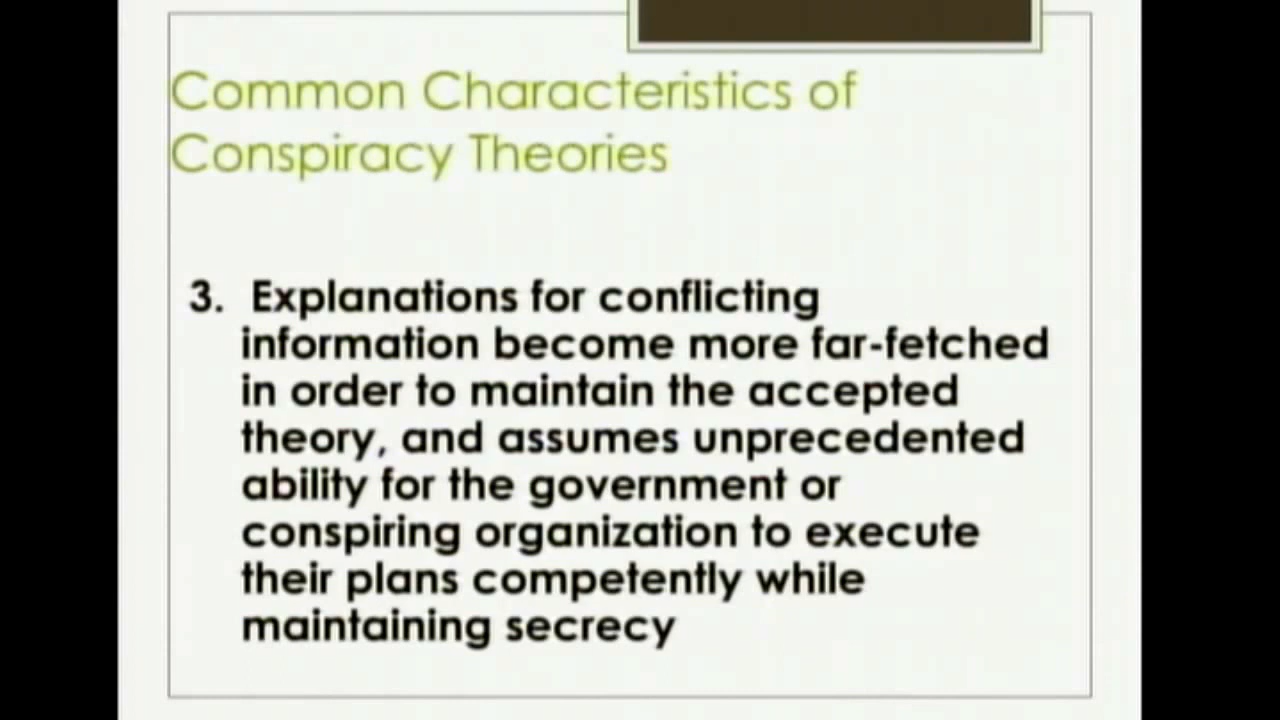 Common Characteristics of
Conspiracy Theories
3. Explanations for conflicting
information become more far-fetched
in order to maintain the accepted
theory, and assumes unprecedented
ability for the government or
conspiring organization to execute
their plans competently while
maintaining secrecy